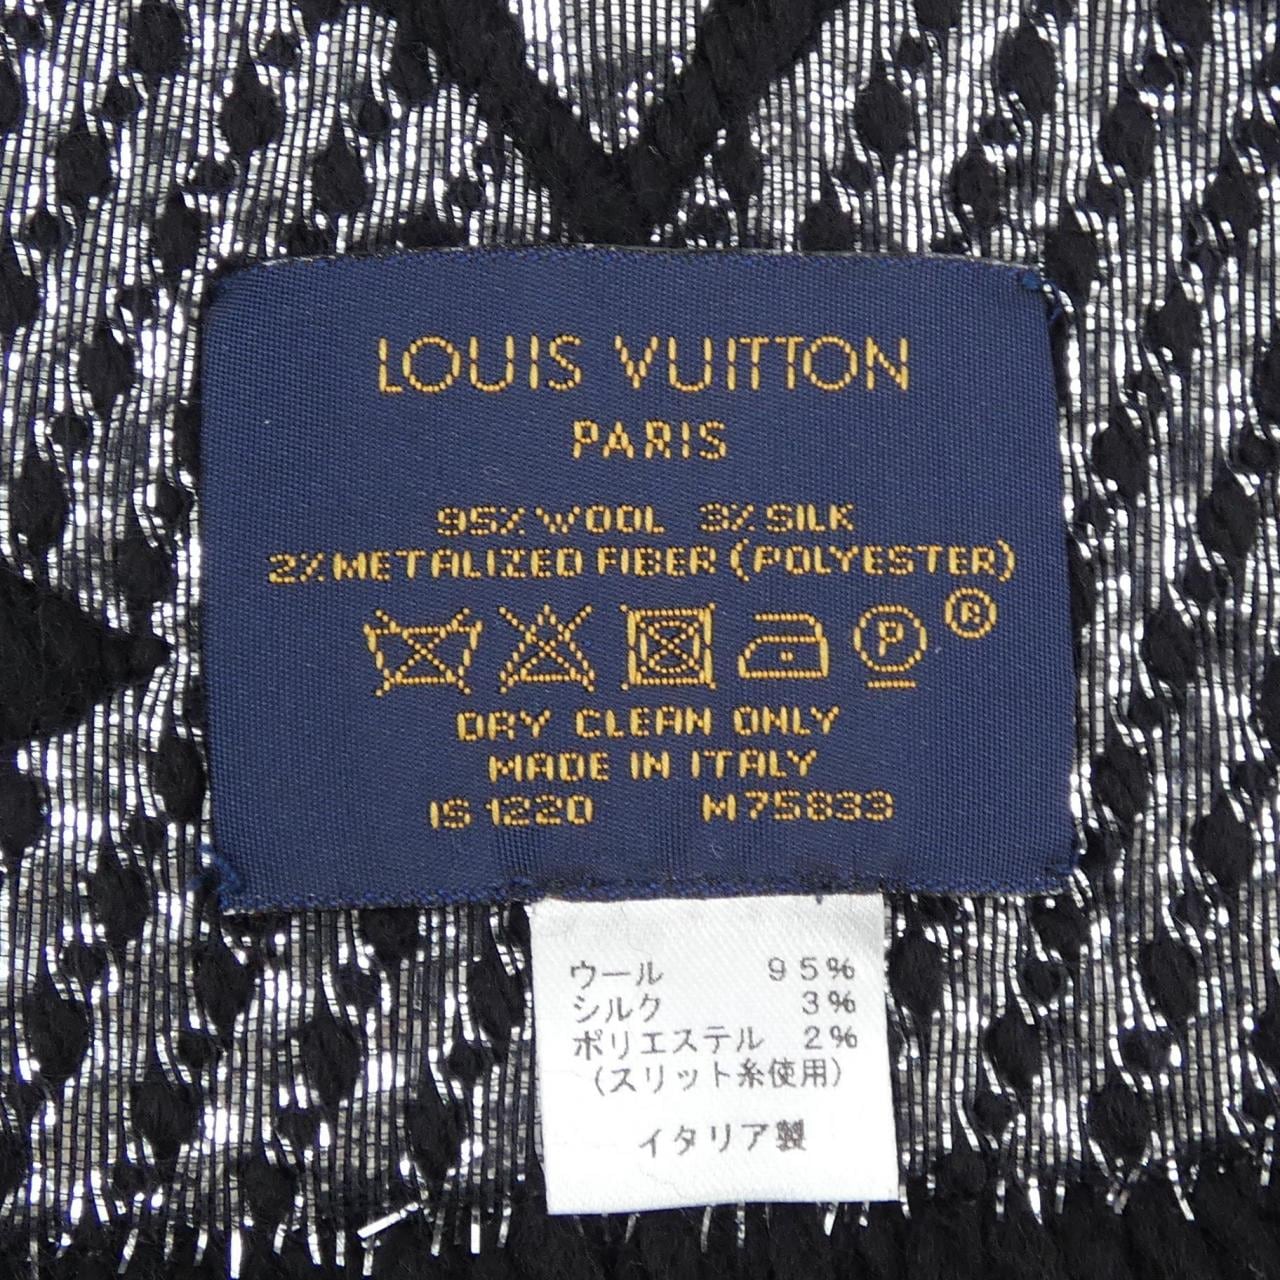 LOUIS VUITTON
PARIS
95% WOOL 3% SILK
2% METALIZED FIBER (POLYESTER)
P ®
DRY CLEAN ONLY
MADE IN ITALY
IS 1220 M75833
ウール 95%
シルク 3%
ポリエステル 2%
(スリット糸使用)
イタリア製